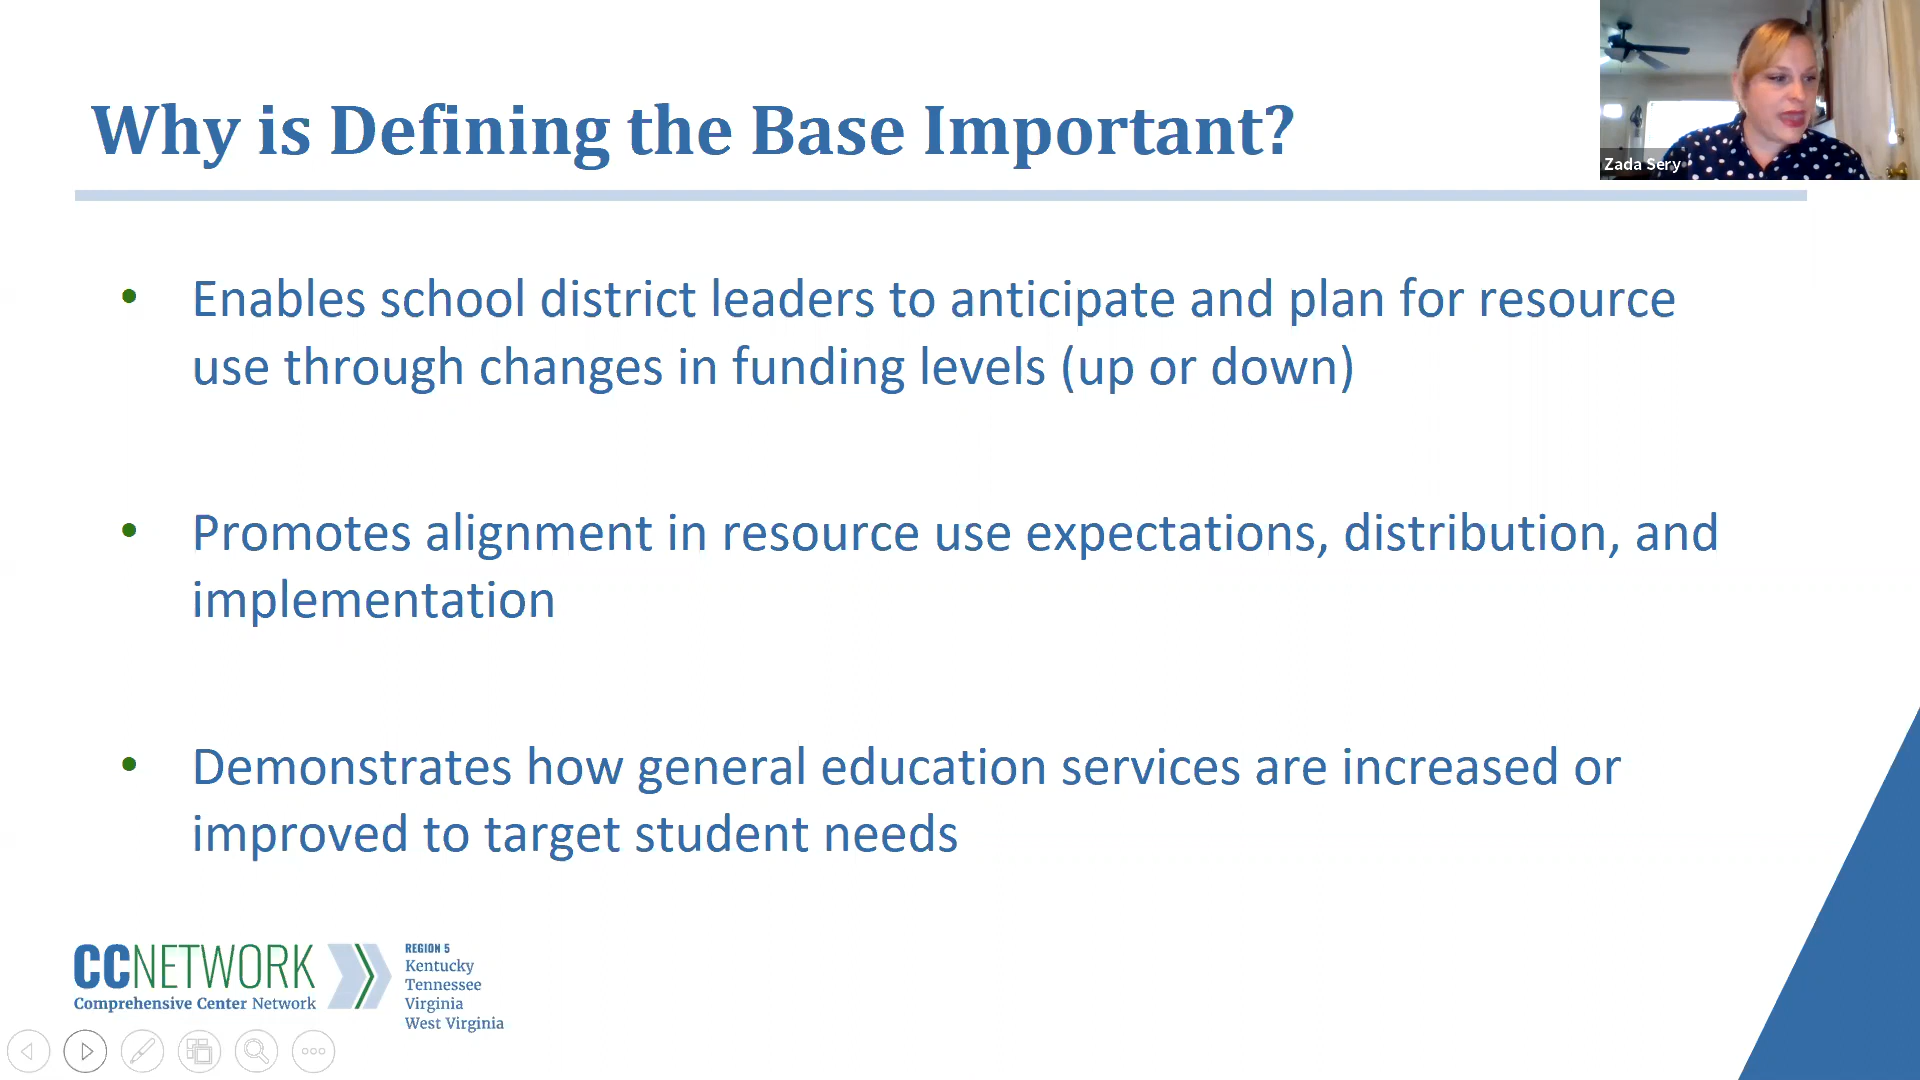 Why is Defining the Base Important?
Zada Sery
• Enables school district leaders to anticipate and plan for resource
use through changes in funding levels (up or down)
• Promotes alignment in resource use expectations, distribution, and
implementation
• Demonstrates how general education services are increased or
improved to target student needs
CCNETWORK
Comprehensive Center Network
REGION 5
Kentucky
Tennessee
Virginia
West Virginia